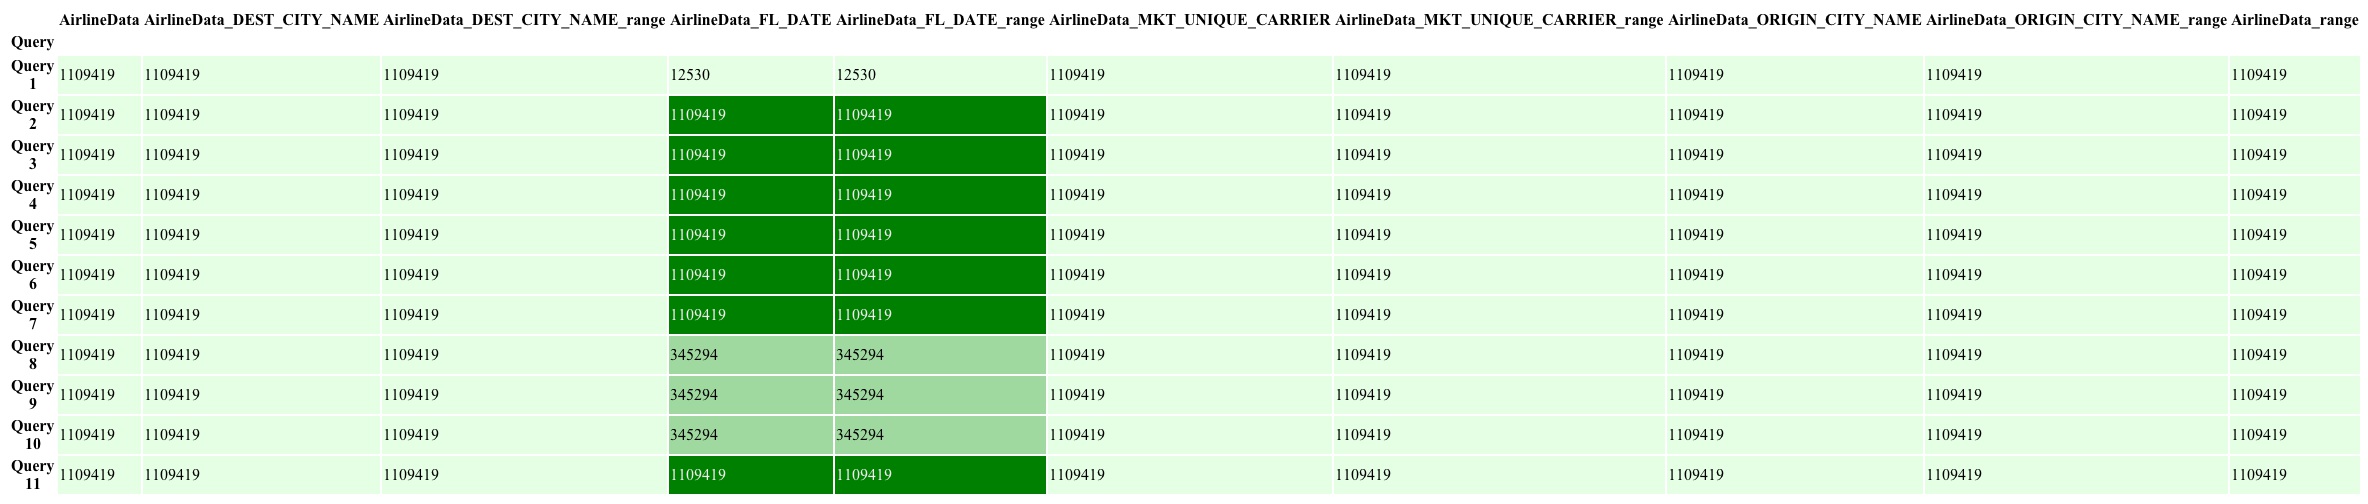 AirlineData AirlineData_DEST_CITY_NAME AirlineData_DEST_CITY_NAME_range AirlineData_FL_DATE AirlineData_FL_DATE_range AirlineData_MKT_UNIQUE_CARRIER AirlineData_MKT_UNIQUE_CARRIER_range AirlineData_ORIGIN_CITY_NAME AirlineData_ORIGIN_CITY_NAME_range AirlineData_range
Query
Query 1 1109419 1109419 1109419 12530 12530 1109419 1109419 1109419 1109419 1109419
Query 2 1109419 1109419 1109419 1109419 1109419 1109419 1109419 1109419 1109419 1109419
Query 3 1109419 1109419 1109419 1109419 1109419 1109419 1109419 1109419 1109419 1109419
Query 4 1109419 1109419 1109419 1109419 1109419 1109419 1109419 1109419 1109419 1109419
Query 5 1109419 1109419 1109419 1109419 1109419 1109419 1109419 1109419 1109419 1109419
Query 6 1109419 1109419 1109419 1109419 1109419 1109419 1109419 1109419 1109419 1109419
Query 7 1109419 1109419 1109419 1109419 1109419 1109419 1109419 1109419 1109419 1109419
Query 8 1109419 1109419 1109419 345294 345294 1109419 1109419 1109419 1109419 1109419
Query 9 1109419 1109419 1109419 345294 345294 1109419 1109419 1109419 1109419 1109419
Query 10 1109419 1109419 1109419 345294 345294 1109419 1109419 1109419 1109419 1109419
Query 11 1109419 1109419 1109419 1109419 1109419 1109419 1109419 1109419 1109419 1109419